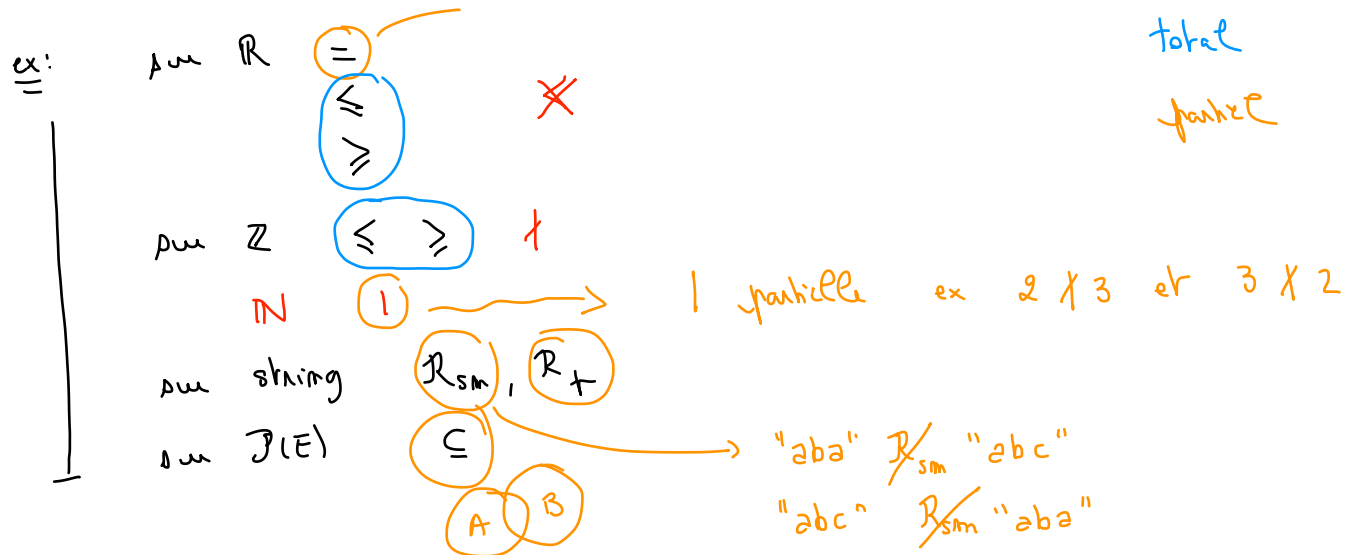 total
ex: sur ℝ =
≤
≥
partiel
sur ℤ ≤ ≥
ℕ | | partielle ex 2 ∤ 3 et 3 ∤ 2
sur string R_sm, R_+
sur P(E) ⊆
"aba" R̸_sm "abc"
A B
"abc" R̸_sm "aba"